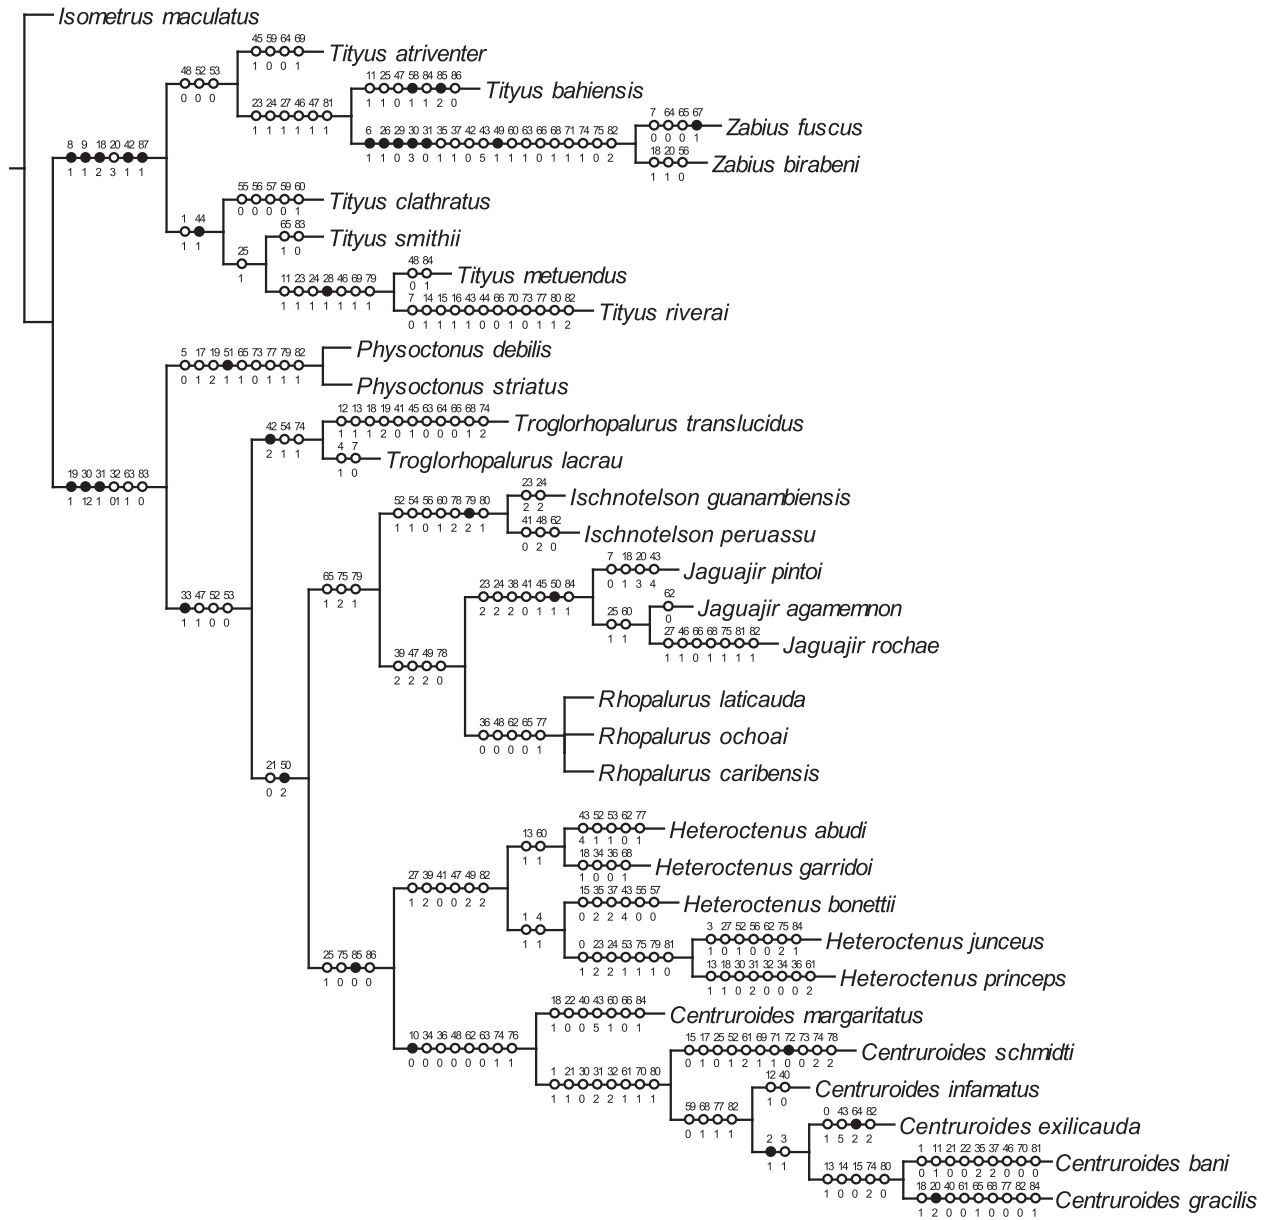 Isometrus maculatus
45 59 64 69
1 0 0 1
Tityus atriventer
48 52 53
0 0 0
11 25 47 58 84 85 86
1 1 0 1 1 2 0
Tityus bahiensis
23 24 27 46 47 81
1 1 1 1 1 1
6 26 29 30 31 35 37 42 43 49 60 63 66 68 71 74 75 82
1 1 0 3 0 1 1 0 5 1 1 1 0 1 1 1 0 2
7 64 65 67
0 0 0 1
Zabius fuscus
18 20 56
1 1 0
Zabius birabeni
8 9 18 20 42 87
1 1 2 3 1 1
55 56 57 59 60
0 0 0 0 1
Tityus clathratus
1 44
1 1
65 83
1 0
Tityus smithii
25
1
48 84
0 1
Tityus metuendus
11 23 24 28 46 69 79
1 1 1 1 1 1 1
7 14 15 16 43 44 66 70 73 77 80 82
0 1 1 1 1 0 0 1 0 1 1 2
Tityus riverai
5 17 19 51 65 73 77 79 82
0 1 2 1 1 0 1 1 1
Physoctonus debilis
Physoctonus striatus
12 13 18 19 41 45 63 64 66 68 74
1 1 1 2 0 1 0 0 0 1 2
Troglorhopalurus translucidus
42 54 74
2 1 1
4 7
1 0
Troglorhopalurus lacrau
19 30 31 32 63 83
1 12 1 01 1 0
52 54 56 60 78 79 80
1 1 0 1 2 2 1
23 24
2 2
Ischnotelson guanambiensis
41 48 62
0 2 0
Ischnotelson peruassu
65 75 79
1 2 1
7 18 20 43
0 1 3 4
Jaguajir pintoi
33 47 52 53
1 1 0 0
23 24 38 41 45 50 84
2 2 2 0 1 1 1
62
0
Jaguajir agamemnon
25 60
1 1
27 46 66 68 75 81 82
1 1 0 1 1 1 1
Jaguajir rochae
39 47 49 78
2 2 2 0
Rhopalurus laticauda
36 48 62 65 77
0 0 0 0 1
Rhopalurus ochoai
Rhopalurus caribensis
21 50
0 2
43 52 53 62 77
4 1 1 0 1
Heteroctenus abudi
13 60
1 1
18 34 36 68
1 0 0 1
Heteroctenus garridoi
27 39 41 47 49 82
1 2 0 0 2 2
15 35 37 43 55 57
0 2 2 4 0 0
Heteroctenus bonettii
1 4
1 1
3 27 52 56 62 75 84
1 0 1 0 0 2 1
Heteroctenus junceus
0 23 24 53 75 79 81
1 2 2 1 1 1 0
13 18 30 31 32 34 36 61
1 1 0 2 0 0 0 2
Heteroctenus princeps
25 75 85 86
1 0 0 0
18 22 40 43 60 66 84
1 0 0 5 1 0 1
Centruroides margaritatus
10 34 36 48 62 63 74 76
0 0 0 0 0 0 1 1
15 17 25 52 61 69 71 72 73 74 78
0 1 0 1 2 1 1 0 0 2 2
Centruroides schmidti
1 21 30 31 32 61 70 80
1 1 0 2 2 1 1 1
12 40
1 0
Centruroides infamatus
59 68 77 82
0 1 1 1
0 43 64 82
1 5 2 2
Centruroides exilicauda
2 3
1 1
1 11 21 22 35 37 46 70 81
0 1 0 0 2 2 0 0 0
Centruroides bani
13 14 15 74 80
1 0 0 2 0
18 20 40 61 65 68 77 82 84
1 2 0 0 1 0 0 0 1
Centruroides gracilis